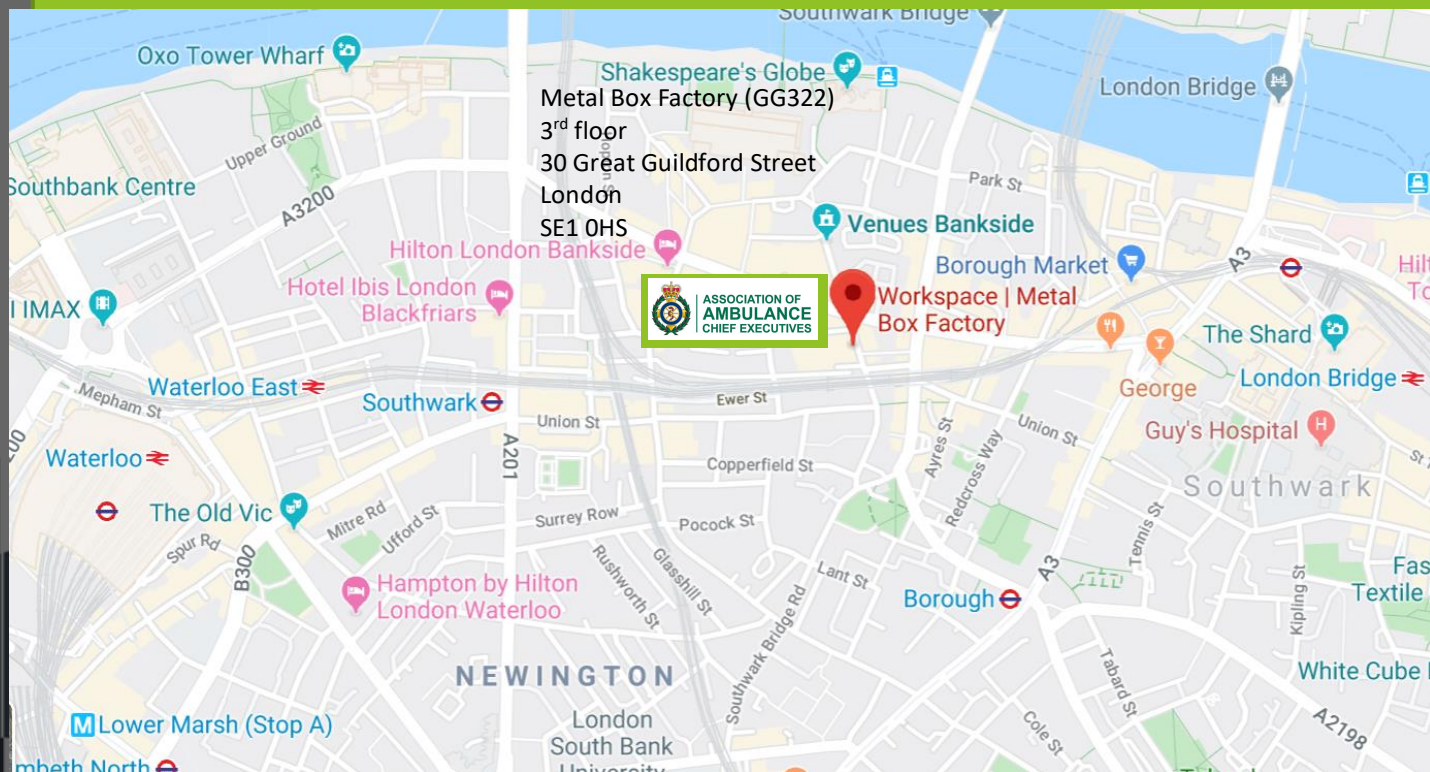 Southwark Bridge
Oxo Tower Wharf
Shakespeare's Globe
London Bridge
Metal Box Factory (GG322)
3rd floor
30 Great Guildford Street
London
SE1 0HS
Upper Ground
Southbank Centre
A3200
Park St
Venues Bankside
Hilton London Bankside
Borough Market
A3
Hotel Ibis London
Blackfriars
ASSOCIATION OF
AMBULANCE
CHIEF EXECUTIVES
Workspace | Metal
Box Factory
IMAX
The Shard
Waterloo East
Mepham St
Southwark
Ewer St
George
London Bridge
Union St
A201
Ayres St
Redcross Way
Union St
Guy's Hospital
Waterloo
Copperfield St
Southwark
The Old Vic
Mitre Rd
Ufford St
Surrey Row
Pocock St
Spur Rd
B300
Rushworth St
Glasshill St
Lant St
Tennis St
A3
Hampton by Hilton
London Waterloo
Borough
Kipling St
Textile
NEWINGTON
Southwark Bridge Rd
Tabard St
White Cube
Lower Marsh (Stop A)
London
South Bank
University
Cole St
A2198
North